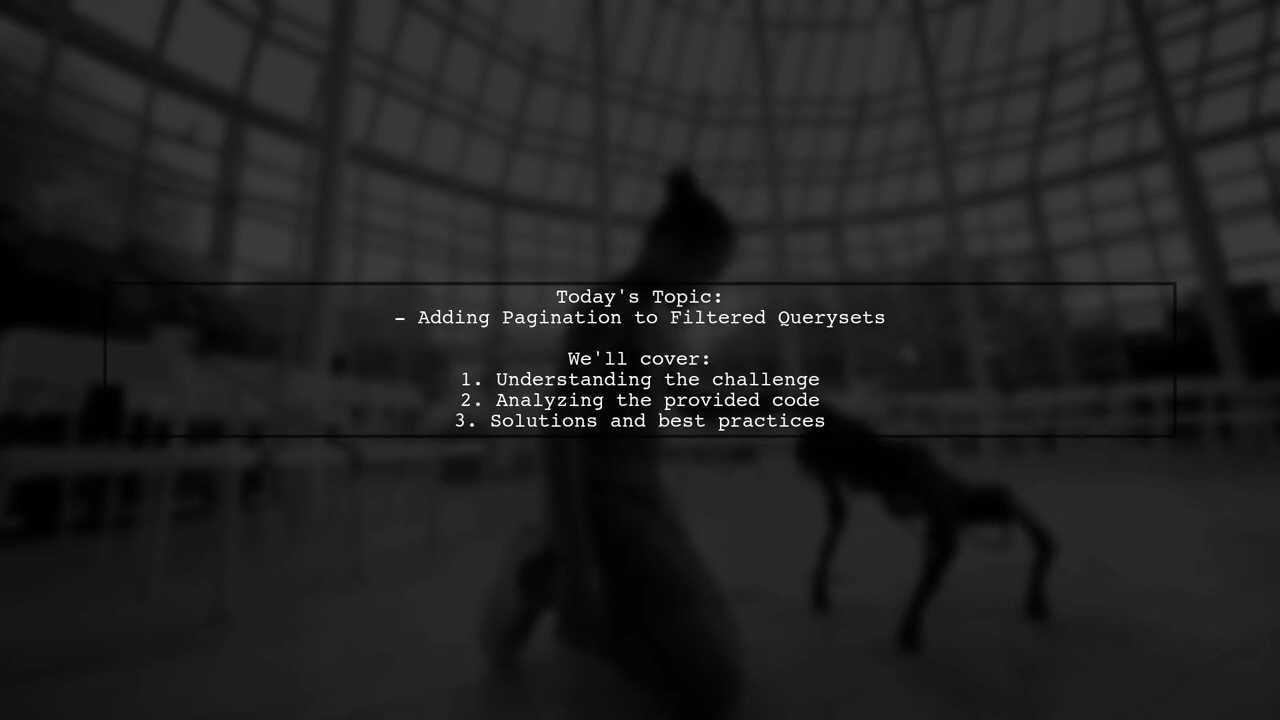 Today's Topic:
- Adding Pagination to Filtered Querysets
We'll cover:
1. Understanding the challenge
2. Analyzing the provided code
3. Solutions and best practices